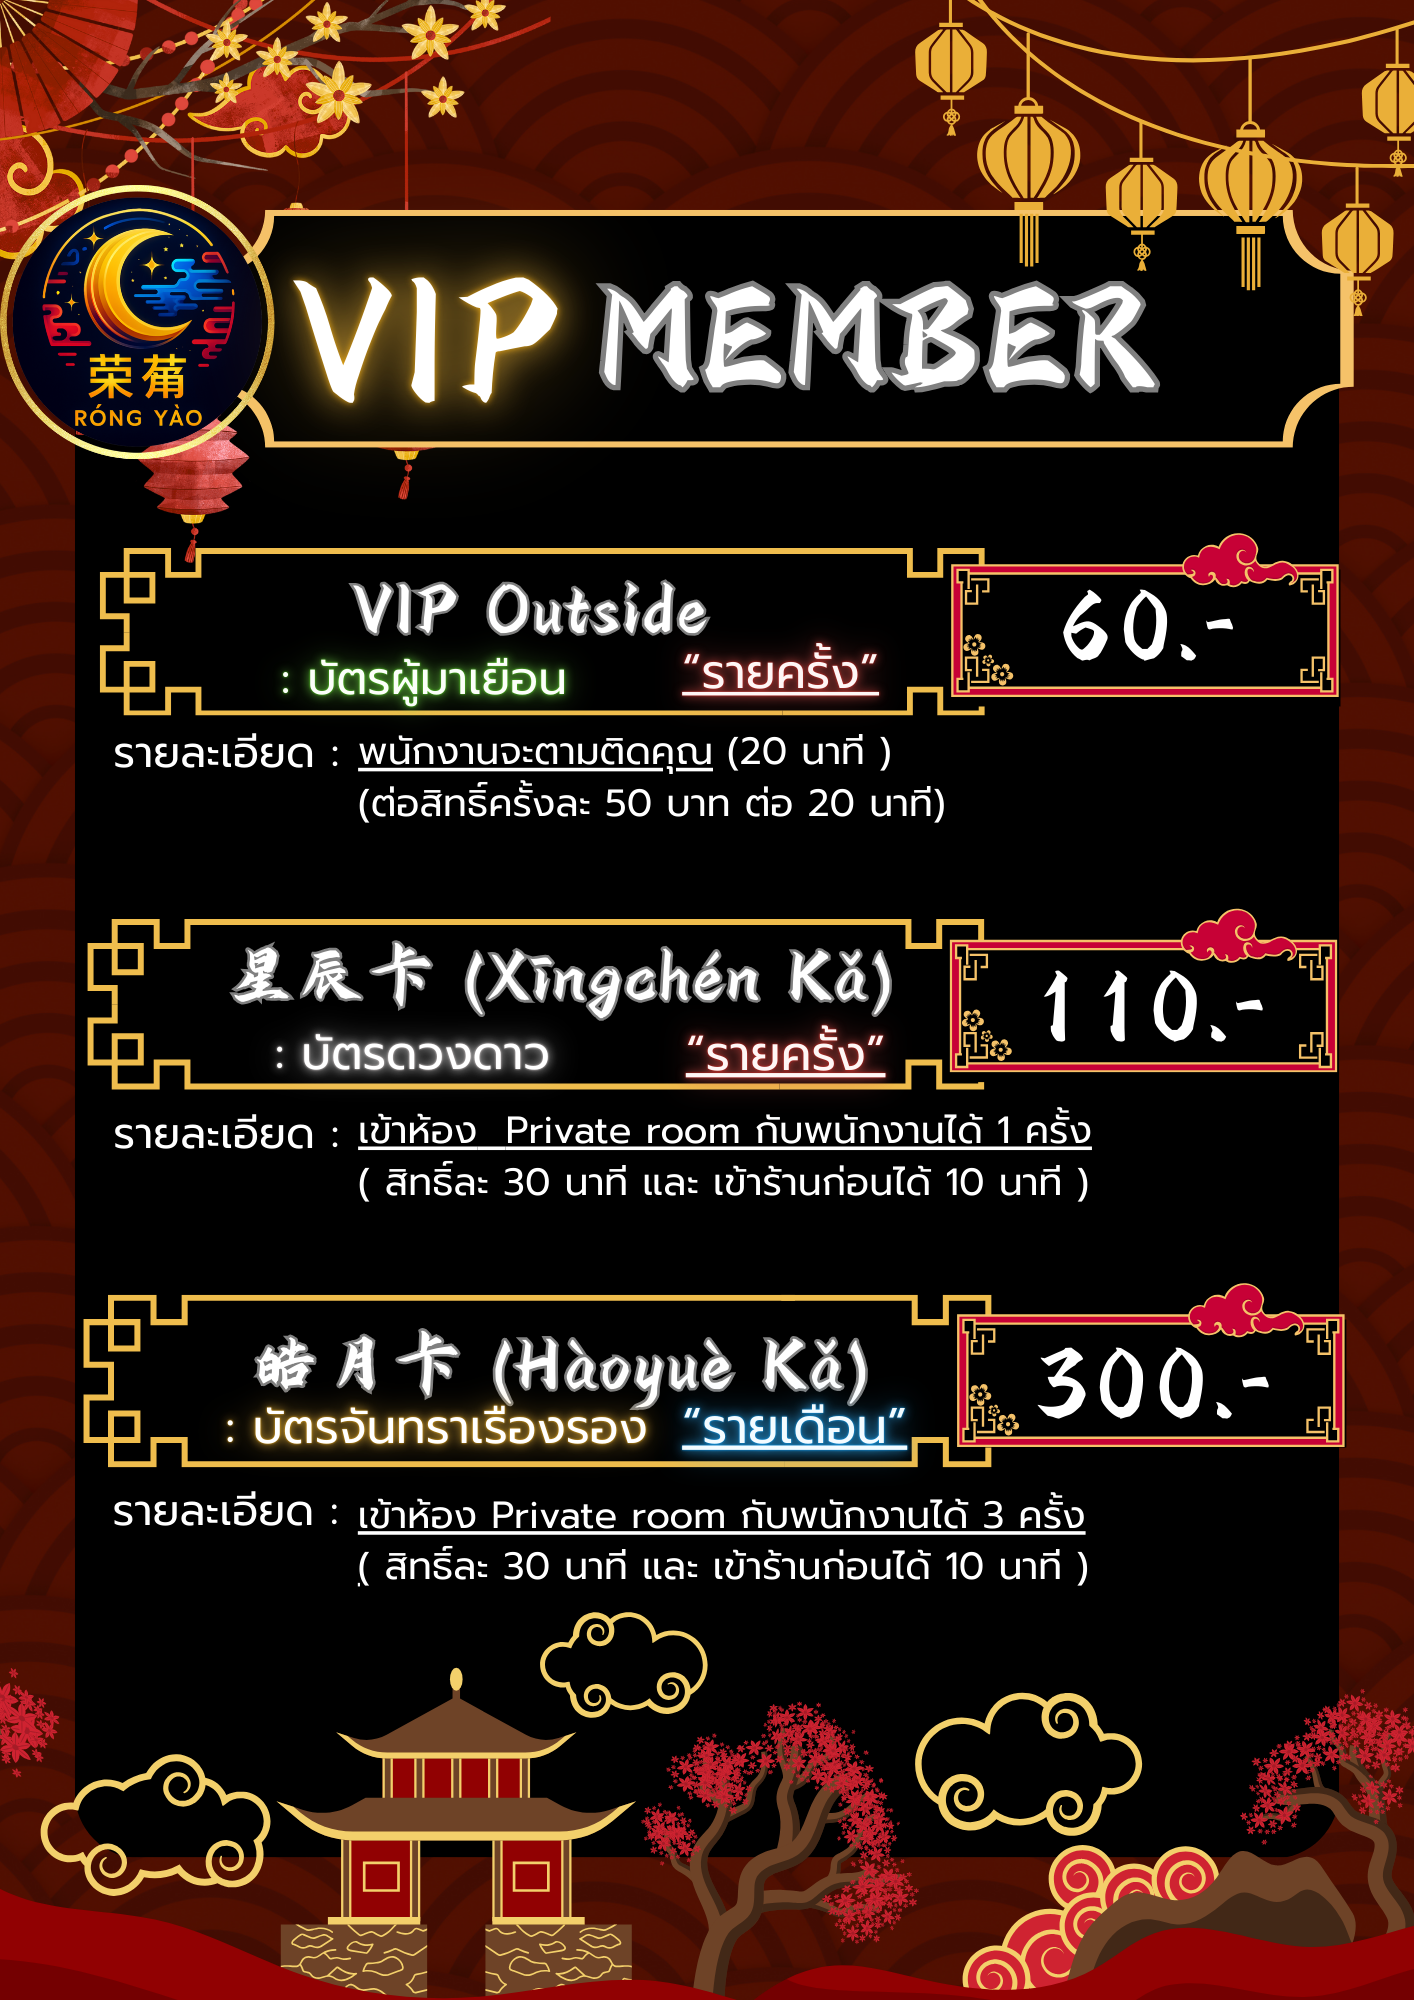 荣蕱
RÓNG YÀO
VIP MEMBER
VIP Outside
: บัตรผู้มาเยือน “รายครั้ง”
60.-
รายละเอียด : พนักงานจะตามติดคุณ (20 นาที )
(ต่อสิทธิ์ครั้งละ 50 บาท ต่อ 20 นาที)
星辰卡 (Xīngchén Kǎ)
: บัตรดวงดาว “รายครั้ง”
110.-
รายละเอียด : เข้าห้อง Private room กับพนักงานได้ 1 ครั้ง
( สิทธิ์ละ 30 นาที และ เข้าร้านก่อนได้ 10 นาที )
皓月卡 (Hàoyuè Kǎ)
: บัตรจันทราเรืองรอง “รายเดือน”
300.-
รายละเอียด : เข้าห้อง Private room กับพนักงานได้ 3 ครั้ง
( สิทธิ์ละ 30 นาที และ เข้าร้านก่อนได้ 10 นาที )